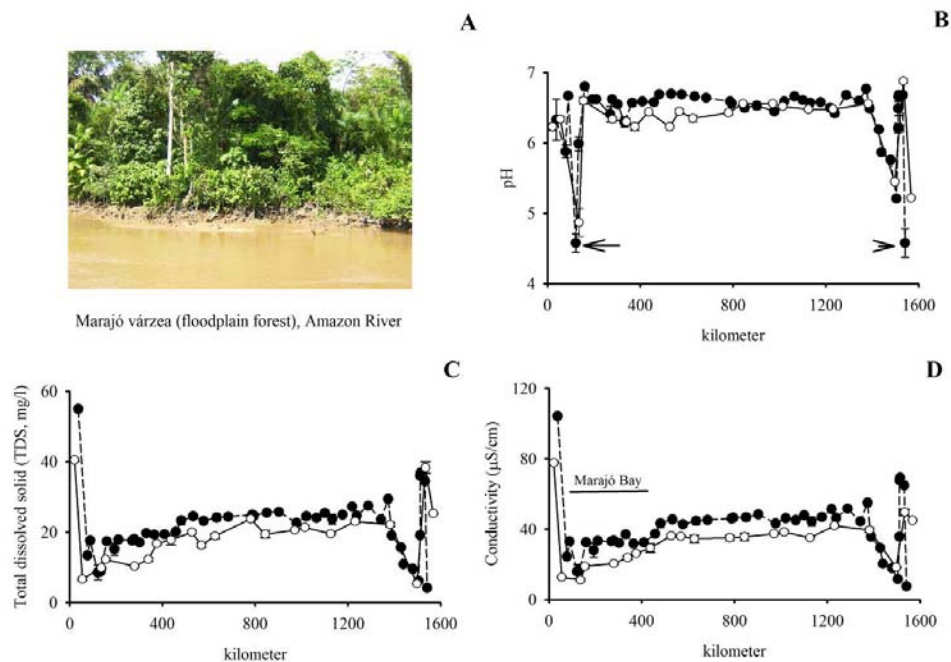 A
B
Marajó várzea (floodplain forest), Amazon River
7
6
5
4
pH
0
400
800
1200
1600
kilometer
C
D
60
40
20
0
Total dissolved solid (TDS, mg/l)
0
400
800
1200
1600
kilometer
120
80
40
0
Conductivity (µS/cm)
Marajó Bay
0
400
800
1200
1600
kilometer